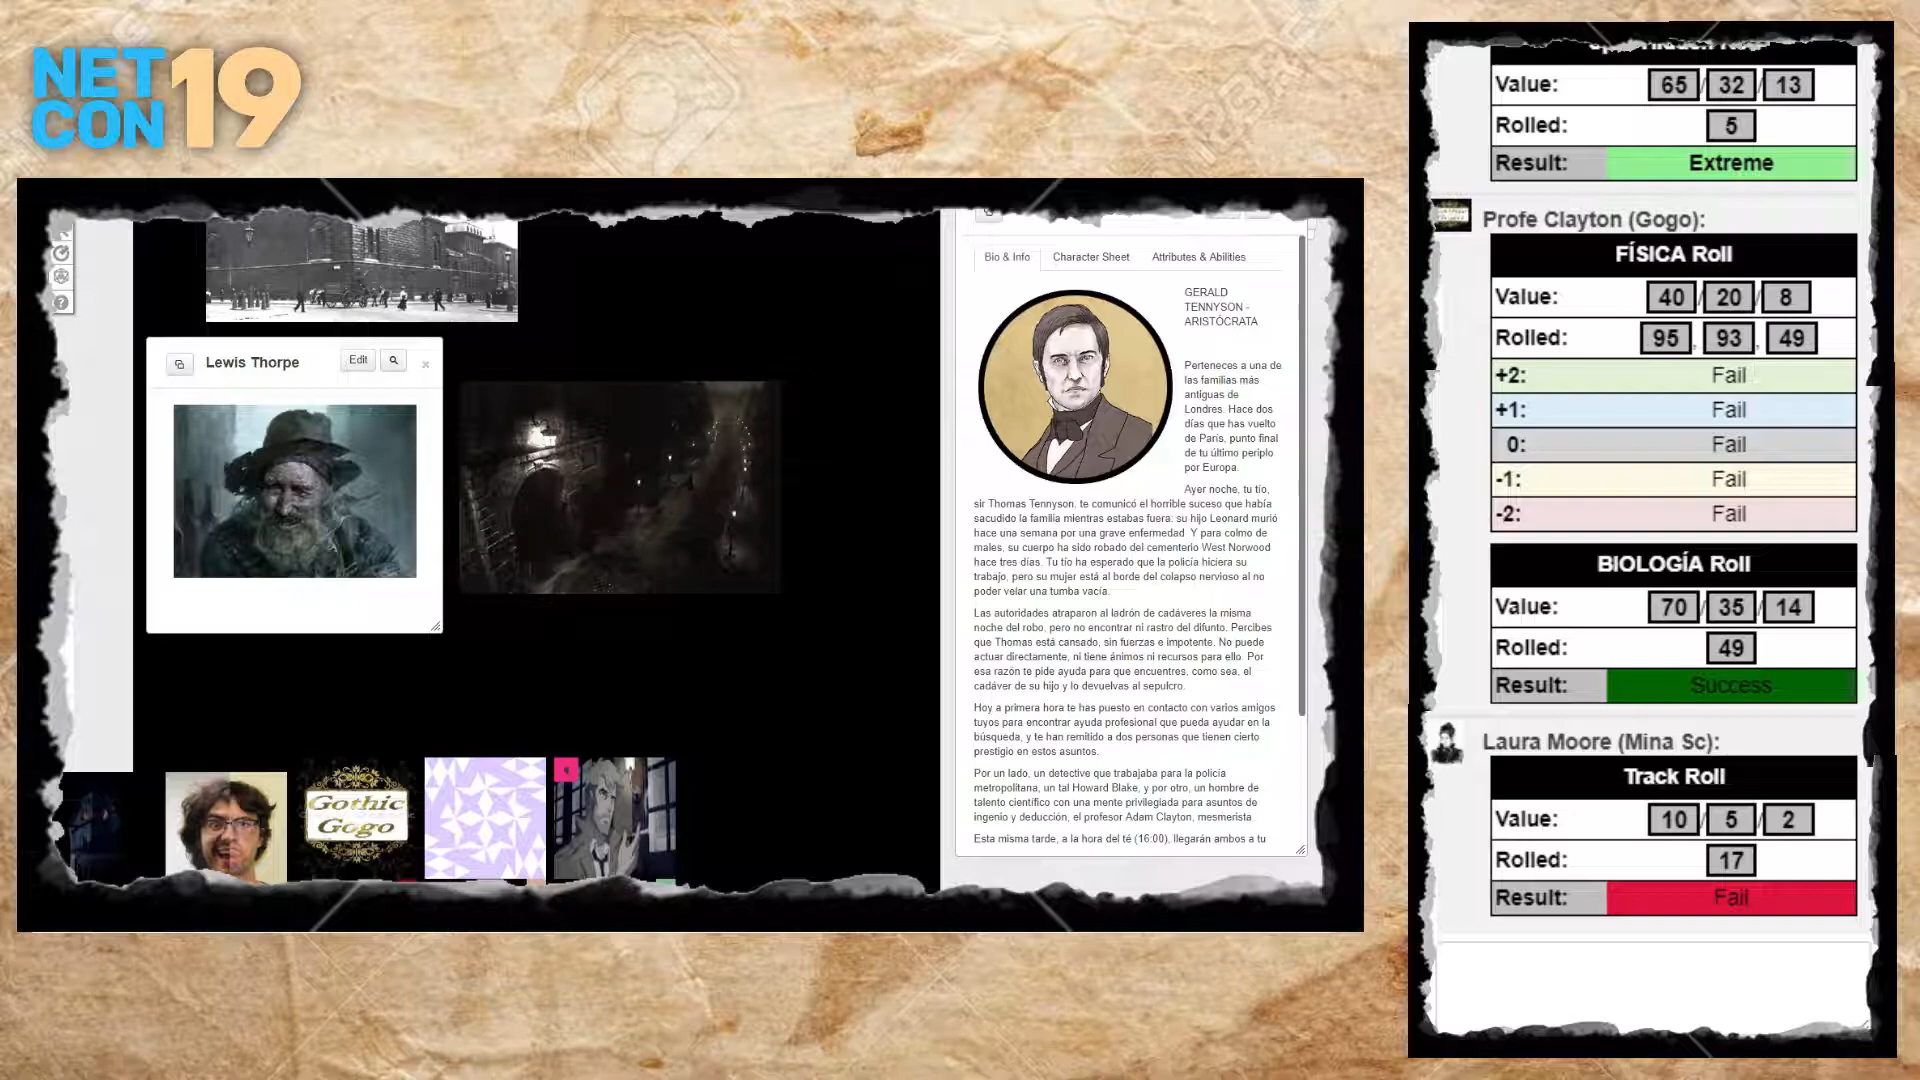 NET
CON
19
Lewis Thorpe
Edit
Gothic
Gogo
Bio & Info
Character Sheet
Attributes & Abilities
GERALD
TENNYSON -
ARISTÓCRATA
Perteneces a una de
las familias más
antiguas de
Londres. Hace dos
días que has vuelto
de París, punto final
de tu último periplo
por Europa.
Ayer noche, tu tío,
sir Thomas Tennyson, te comunicó el horrible suceso que había
sacudido la familia mientras estabas fuera: su hijo Leonard murió
hace una semana por una grave enfermedad. Y para colmo de
males, su cuerpo ha sido robado del cementerio West Norwood
hace tres días. Tu tío ha esperado que la policía hiciera su
trabajo, pero su mujer está al borde del colapso nervioso al no
poder velar una tumba vacía.
Las autoridades atraparon al ladrón de cadáveres la misma
noche del robo, pero no encontrar ni rastro del difunto. Percibes
que Thomas está cansado, sin fuerzas e impotente. No puede
actuar directamente, ni tiene ánimos ni recursos para ello. Por
esa razón te pide ayuda para que encuentres, como sea, el
cadáver de su hijo y lo devuelvas al sepulcro.
Hoy a primera hora te has puesto en contacto con varios amigos
tuyos para encontrar ayuda profesional que pueda ayudar en la
búsqueda, y te han remitido a dos personas que tienen cierto
prestigio en estos asuntos.
Por un lado, un detective que trabajaba para la policía
metropolitana, un tal Howard Blake, y por otro, un hombre de
talento científico con una mente privilegiada para asuntos de
ingenio y deducción, el profesor Adam Clayton, mesmerista.
Esta misma tarde, a la hora del té (16:00), llegarán ambos a tu
Value: 65 / 32 / 13
Rolled: 5
Result: Extreme
Profe Clayton (Gogo):
FÍSICA Roll
Value: 40 / 20 / 8
Rolled: 95, 93, 49
+2: Fail
+1: Fail
0: Fail
-1: Fail
-2: Fail
BIOLOGÍA Roll
Value: 70 / 35 / 14
Rolled: 49
Result: Success
Laura Moore (Mina Sc):
Track Roll
Value: 10 / 5 / 2
Rolled: 17
Result: Fail